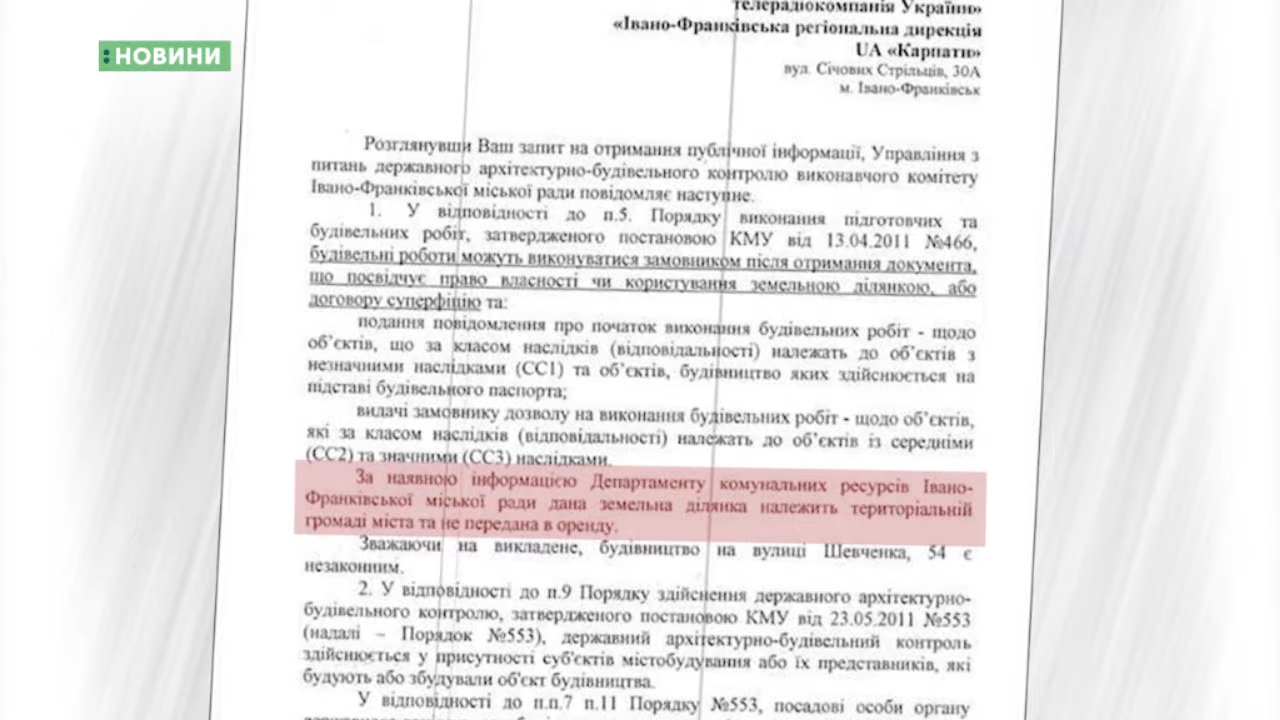 :НОВИНИ
телерадіокомпанія України»
«Івано-Франківська регіональна дирекція
UA «Карпати»
вул. Січових Стрільців, 30А
м. Івано-Франківськ
Розглянувши Ваш запит на отримання публічної інформації, Управління з
питань державного архітектурно-будівельного контролю виконавчого комітету
Івано-Франківської міської ради повідомляє наступне.
1. У відповідності до п.5. Порядку виконання підготовчих та
будівельних робіт, затвердженого постановою КМУ від 13.04.2011 №466,
будівельні роботи можуть виконуватися замовником після отримання документа,
що посвідчує право власності чи користування земельною ділянкою, або
договору суперфіцію та:
подання повідомлення про початок виконання будівельних робіт - щодо
об'єктів, що за класом наслідків (відповідальності) належать до об'єктів з
незначними наслідками (СС1) та об'єктів, будівництво яких здійснюється на
підставі будівельного паспорта;
видачі замовнику дозволу на виконання будівельних робіт - щодо об'єктів,
які за класом наслідків (відповідальності) належать до об'єктів із середніми
(СС2) та значними (СС3) наслідками.
За наявною інформацією Департаменту комунальних ресурсів Івано-
Франківської міської ради дана земельна ділянка належить територіальній
громаді міста та не передана в оренду.
Зважаючи на викладене, будівництво на вулиці Шевченка, 54 є
незаконним.
2. У відповідності до п.9 Порядку здійснення державного архітектурно-
будівельного контролю, затвердженого постановою КМУ від 23.05.2011 №553
(надалі – Порядок №553), державний архітектурно-будівельний контроль
здійснюється у присутності суб'єктів містобудування або їх представників, які
будують або збудували об'єкт будівництва.
У відповідності до п.п.7 п.11 Порядку №553, посадові особи органу